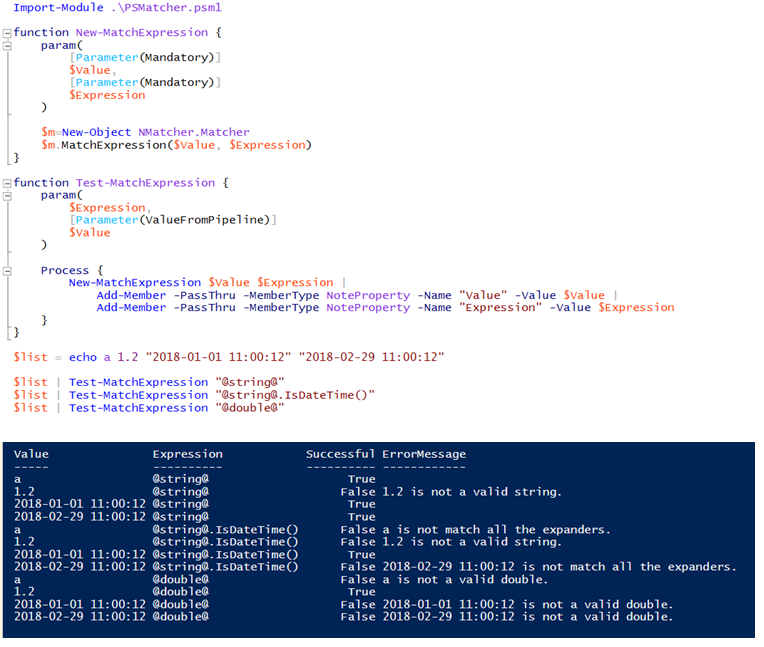 Import-Module .\PSMatcher.psm1
function New-MatchExpression {
param(
[Parameter(Mandatory)]
$Value,
[Parameter(Mandatory)]
$Expression
)
$m=New-Object NMatcher.Matcher
$m.MatchExpression($Value, $Expression)
}
function Test-MatchExpression {
param(
$Expression,
[Parameter(ValueFromPipeline)]
$Value
)
Process {
New-MatchExpression $Value $Expression |
Add-Member -PassThru -MemberType NoteProperty -Name "Value" -Value $Value |
Add-Member -PassThru -MemberType NoteProperty -Name "Expression" -Value $Expression
}
}
$list = echo a 1.2 "2018-01-01 11:00:12" "2018-02-29 11:00:12"
$list | Test-MatchExpression "@string@"
$list | Test-MatchExpression "@string@.IsDateTime()"
$list | Test-MatchExpression "@double@"
Value Expression Successful ErrorMessage
----- ---------- ---------- ------------
a @string@ True
1.2 @string@ False 1.2 is not a valid string.
2018-01-01 11:00:12 @string@ True
2018-02-29 11:00:12 @string@ True
a @string@.IsDateTime() False a is not match all the expanders.
1.2 @string@.IsDateTime() False 1.2 is not a valid string.
2018-01-01 11:00:12 @string@.IsDateTime() True
2018-02-29 11:00:12 @string@.IsDateTime() False 2018-02-29 11:00:12 is not match all the expanders.
a @double@ False a is not a valid double.
1.2 @double@ True
2018-01-01 11:00:12 @double@ False 2018-01-01 11:00:12 is not a valid double.
2018-02-29 11:00:12 @double@ False 2018-02-29 11:00:12 is not a valid double.